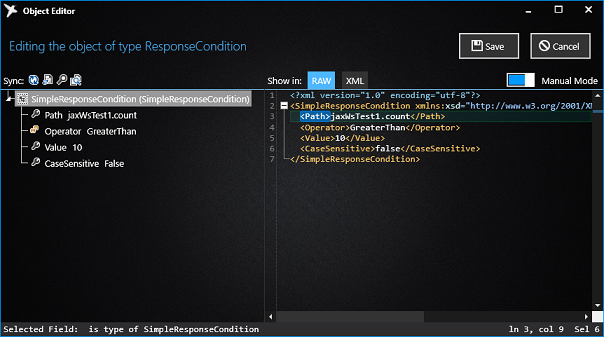 Object Editor
Editing the object of type ResponseCondition
Save
Cancel
Sync:
Show in: RAW XML
Manual Mode
SimpleResponseCondition (SimpleResponseCondition)
Path jaxWsTest1.count
Operator GreaterThan
Value 10
CaseSensitive False
1 <?xml version="1.0" encoding="utf-8"?>
2 <SimpleResponseCondition xmlns:xsd="http://www.w3.org/2001/XM
3 <Path>jaxWsTest1.count</Path>
4 <Operator>GreaterThan</Operator>
5 <Value>10</Value>
6 <CaseSensitive>false</CaseSensitive>
7 </SimpleResponseCondition>
Selected Field: is type of SimpleResponseCondition
ln 3, col 9 Sel 6